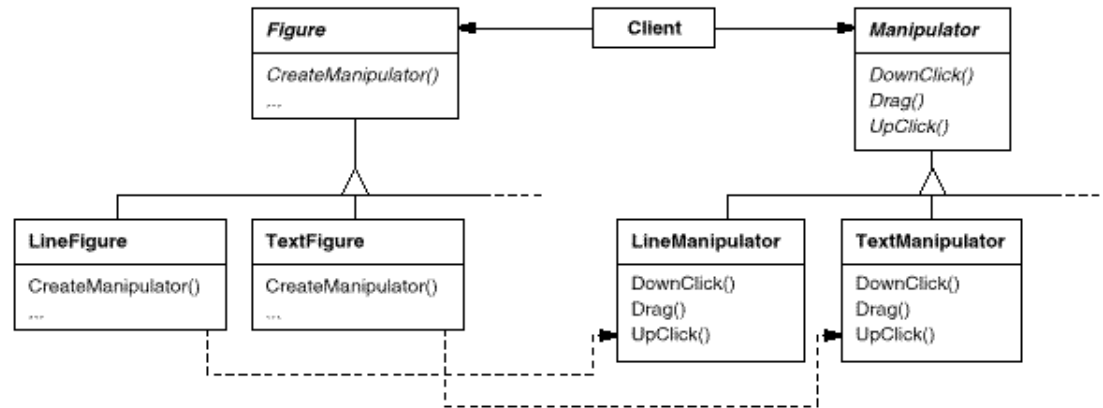 Figure
CreateManipulator()
...
Client
Manipulator
DownClick()
Drag()
UpClick()
LineFigure
CreateManipulator()
...
TextFigure
CreateManipulator()
...
LineManipulator
DownClick()
Drag()
UpClick()
TextManipulator
DownClick()
Drag()
UpClick()